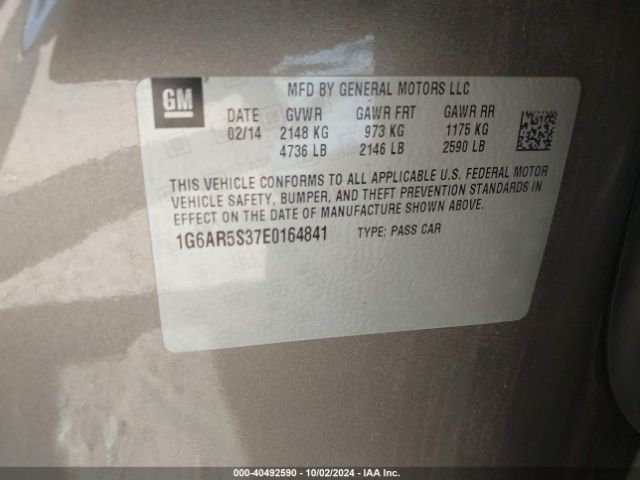 GM
MFD BY GENERAL MOTORS LLC
DATE GVWR GAWR FRT GAWR RR
02/14 2148 KG 973 KG 1175 KG
4736 LB 2146 LB 2590 LB
THIS VEHICLE CONFORMS TO ALL APPLICABLE U.S. FEDERAL MOTOR
VEHICLE SAFETY, BUMPER, AND THEFT PREVENTION STANDARDS IN
EFFECT ON THE DATE OF MANUFACTURE SHOWN ABOVE.
1G6AR5S37E0164841 TYPE: PASS CAR
000-40492590 - 10/02/2024 - IAA Inc.